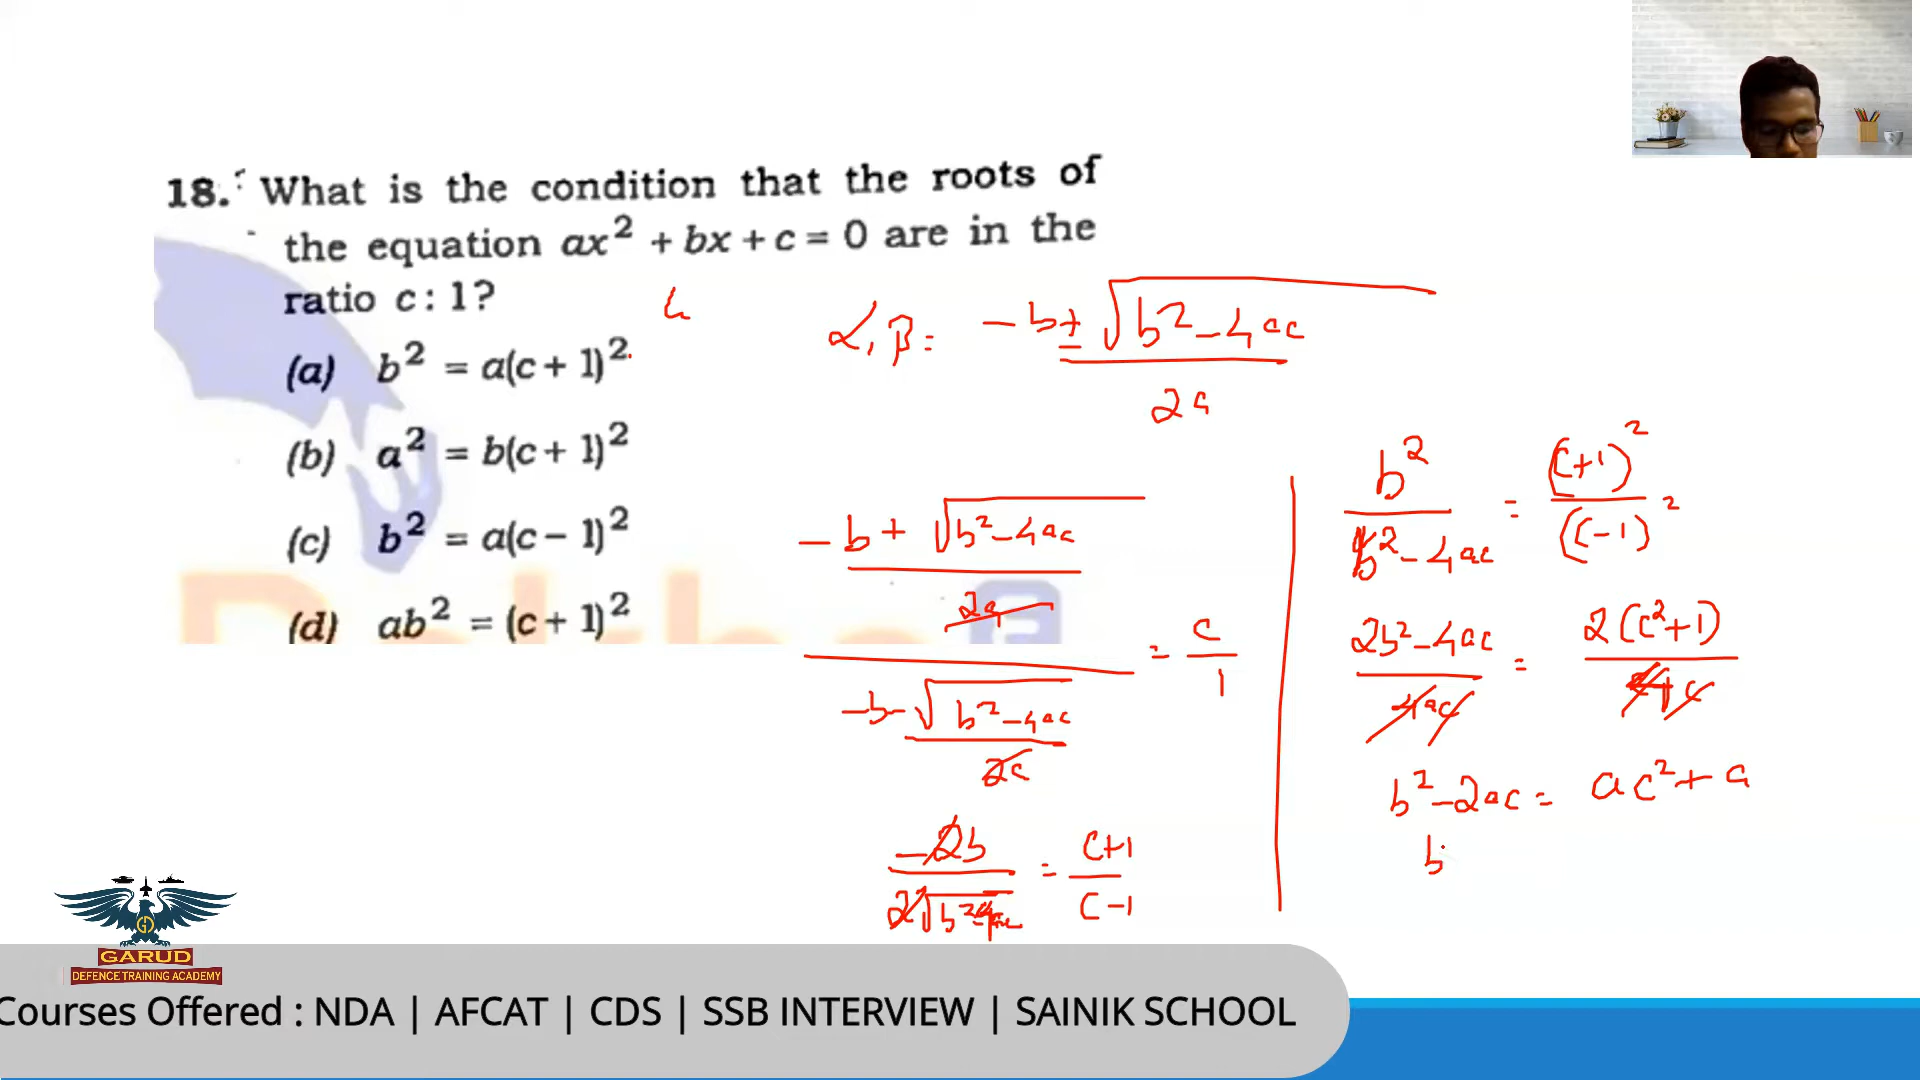 18. What is the condition that the roots of
the equation ax² + bx + c = 0 are in the
ratio c : 1?
(a) b² = a(c + 1)²
(b) a² = b(c + 1)²
(c) b² = a(c − 1)²
(d) ab² = (c + 1)²
α, β = −b ± √(b² − 4ac) / 2a
(−b + √(b² − 4ac) / 2a) / (−b − √(b² − 4ac) / 2a) = c / 1
−2b / 2√(b² − 4ac) = c+1 / c−1
b² / b² − 4ac = (c+1)² / (c−1)²
2b² − 4ac / 4ac = 2(c²+1) / 4c
b² − 2ac = ac² + a
b
GARUD
DEFENCE TRAINING ACADEMY
Courses Offered : NDA | AFCAT | CDS | SSB INTERVIEW | SAINIK SCHOOL